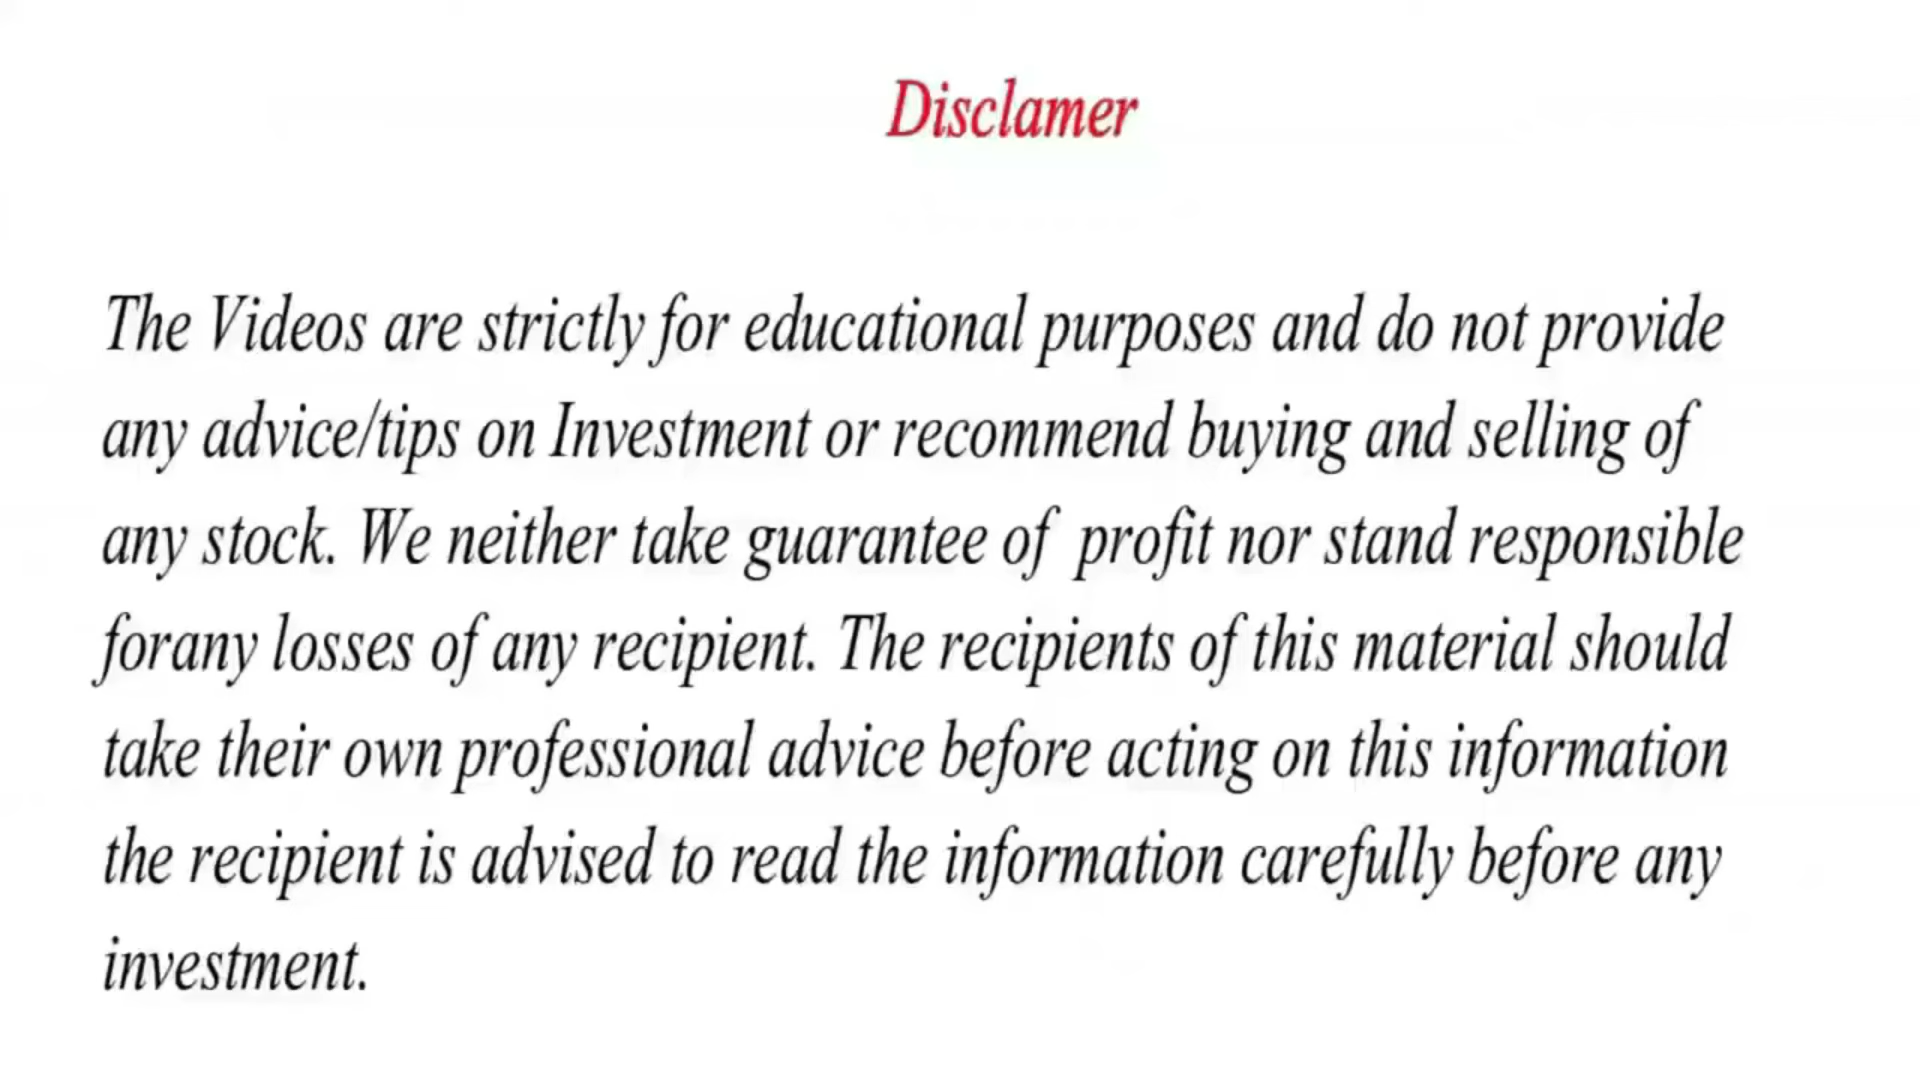 Disclamer
The Videos are strictly for educational purposes and do not provide
any advice/tips on Investment or recommend buying and selling of
any stock. We neither take guarantee of  profit nor stand responsible
forany losses of any recipient. The recipients of this material should
take their own professional advice before acting on this information
the recipient is advised to read the information carefully before any
investment.